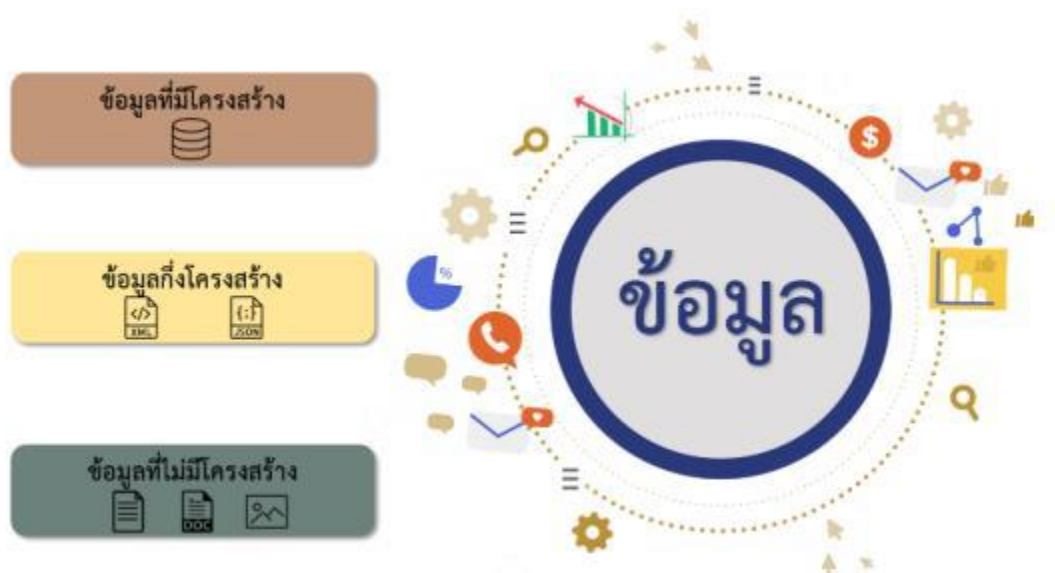 ข้อมูลที่มีโครงสร้าง
ข้อมูลกึ่งโครงสร้าง
</>
XML
{:}
JSON
ข้อมูลที่ไม่มีโครงสร้าง
DOC
ข้อมูล
%
$